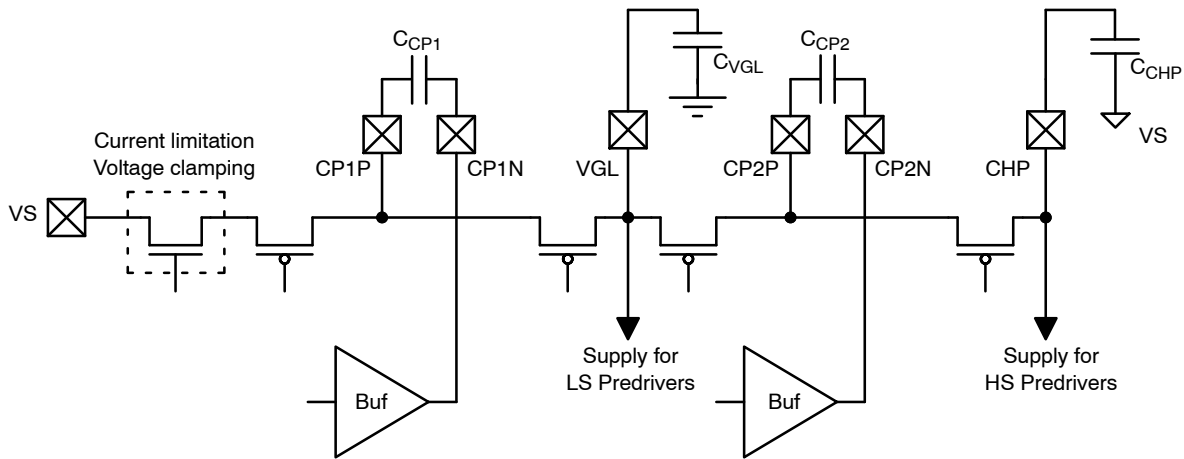 CCP1
CVGL
CCP2
CCHP
VS
Current limitation
Voltage clamping
CP1P
CP1N
VGL
CP2P
CP2N
CHP
VS
Supply for
LS Predrivers
Supply for
HS Predrivers
Buf
Buf